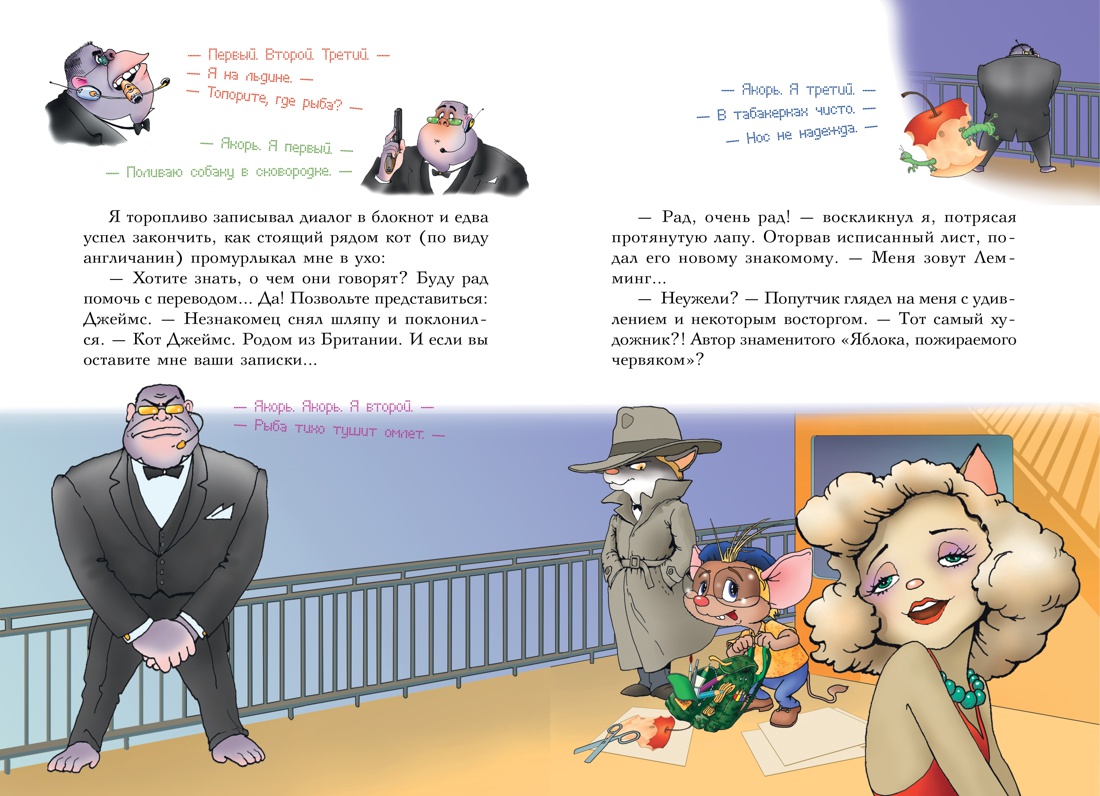 — Первый. Второй. Третий. —
— Я на льдине. —
— Топорите, где рыба? —
— Якорь. Я первый. —
— Поливаю собаку в сковородке. —
Я торопливо записывал диалог в блокнот и едва
успел закончить, как стоящий рядом кот (по виду
англичанин) промурлыкал мне в ухо:
— Хотите знать, о чем они говорят? Буду рад
помочь с переводом... Да! Позвольте представиться:
Джеймс. — Незнакомец снял шляпу и поклонил-
ся. — Кот Джеймс. Родом из Британии. И если вы
оставите мне ваши записки...
— Якорь. Якорь. Я второй. —
— Рыба тихо тушит омлет. —
— Якорь. Я третий. —
— В табакерках чисто. —
— Нос не надежда. —
— Рад, очень рад! — воскликнул я, потрясая
протянутую лапу. Оторвав исписанный лист, по-
дал его новому знакомому. — Меня зовут Лем-
минг...
— Неужели? — Попутчик глядел на меня с удив-
лением и некоторым восторгом. — Тот самый ху-
дожник?! Автор знаменитого «Яблока, пожираемого
червяком»?